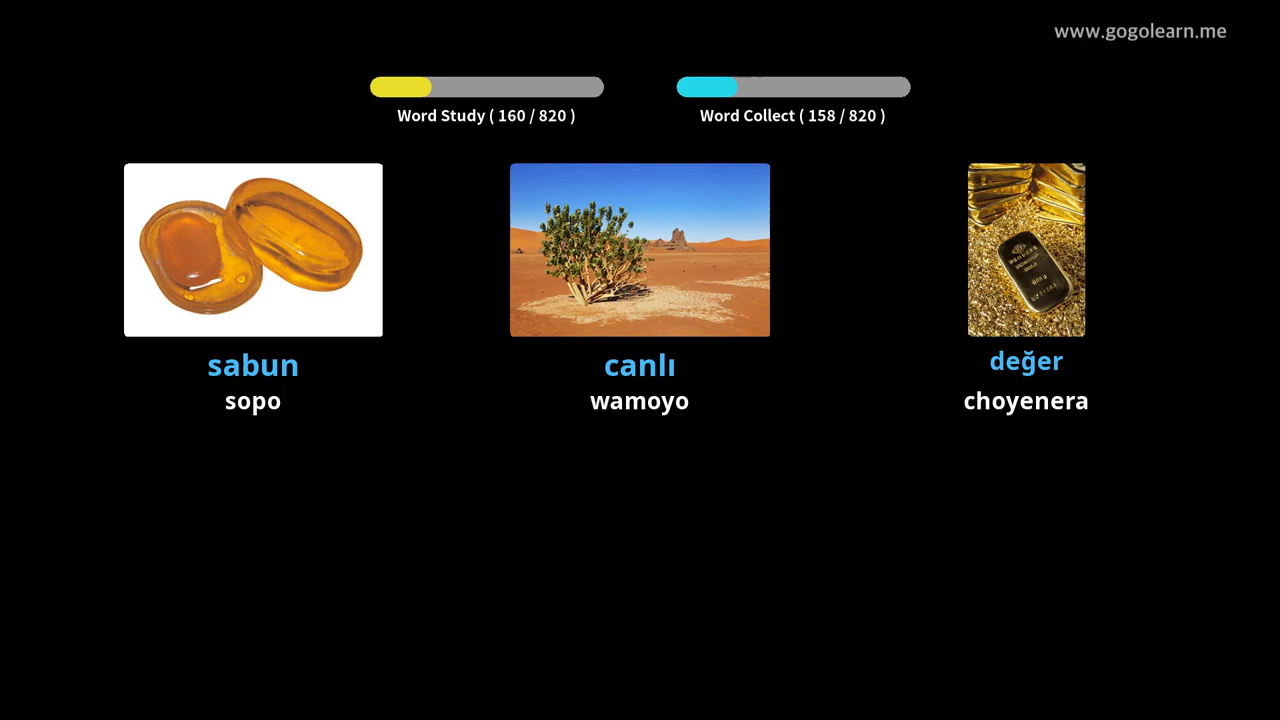 www.gogolearn.me
Word Study ( 160 / 820 )
Word Collect ( 158 / 820 )
sabun
sopo
canlı
wamoyo
değer
choyenera